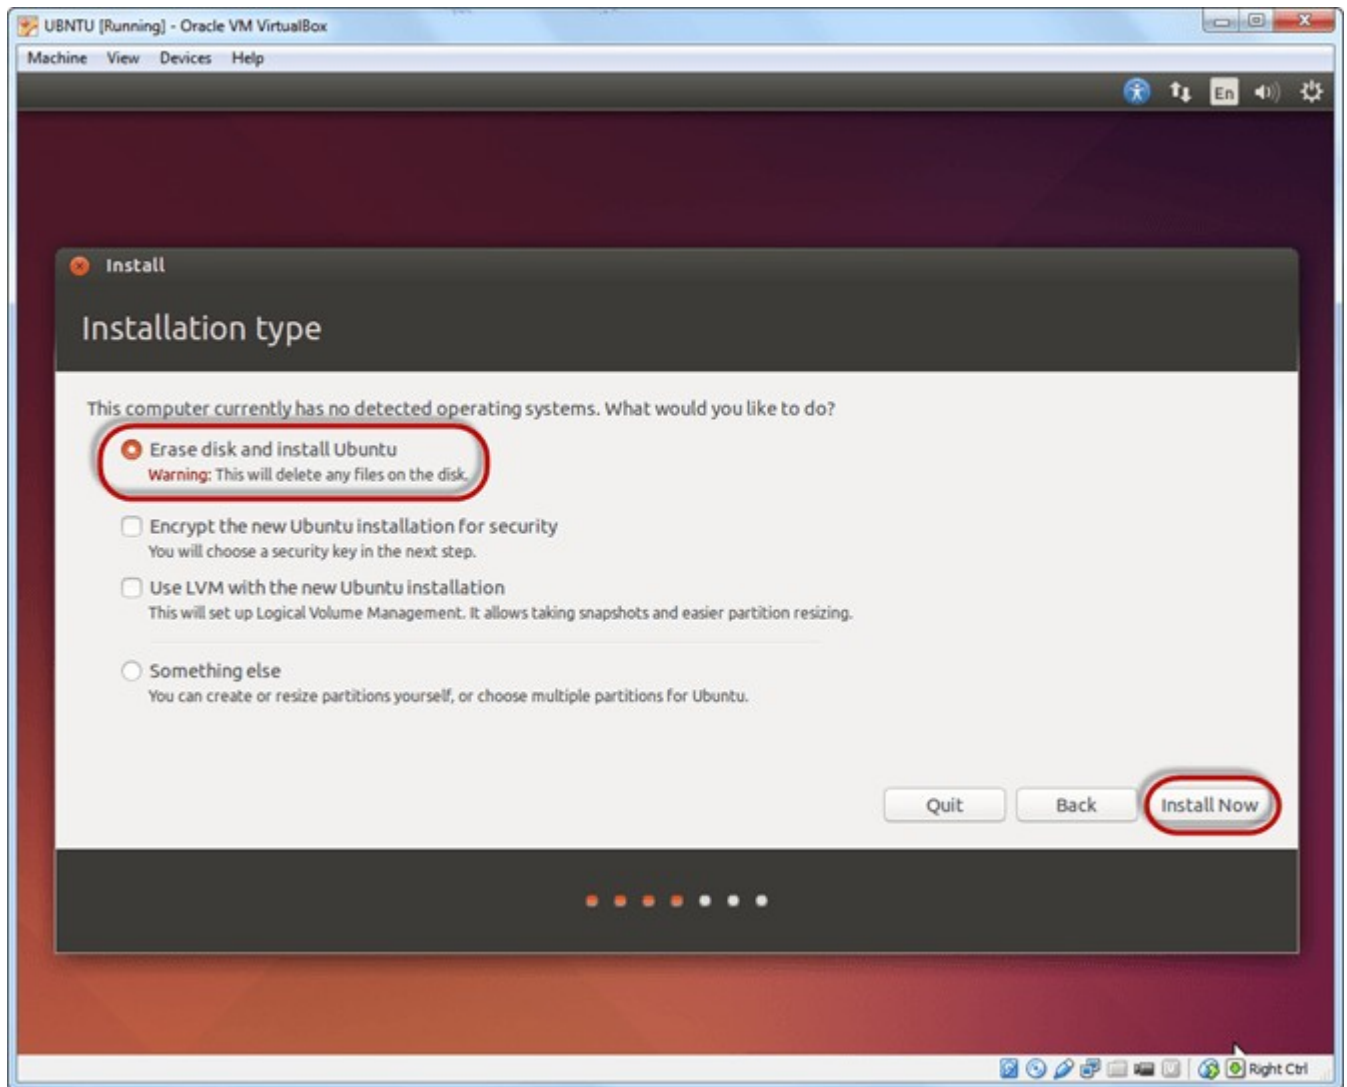 UBNTU [Running] - Oracle VM VirtualBox
Machine View Devices Help
En
Install
Installation type
This computer currently has no detected operating systems. What would you like to do?
Erase disk and install Ubuntu
Warning: This will delete any files on the disk.
Encrypt the new Ubuntu installation for security
You will choose a security key in the next step.
Use LVM with the new Ubuntu installation
This will set up Logical Volume Management. It allows taking snapshots and easier partition resizing.
Something else
You can create or resize partitions yourself, or choose multiple partitions for Ubuntu.
Quit Back Install Now
Right Ctrl